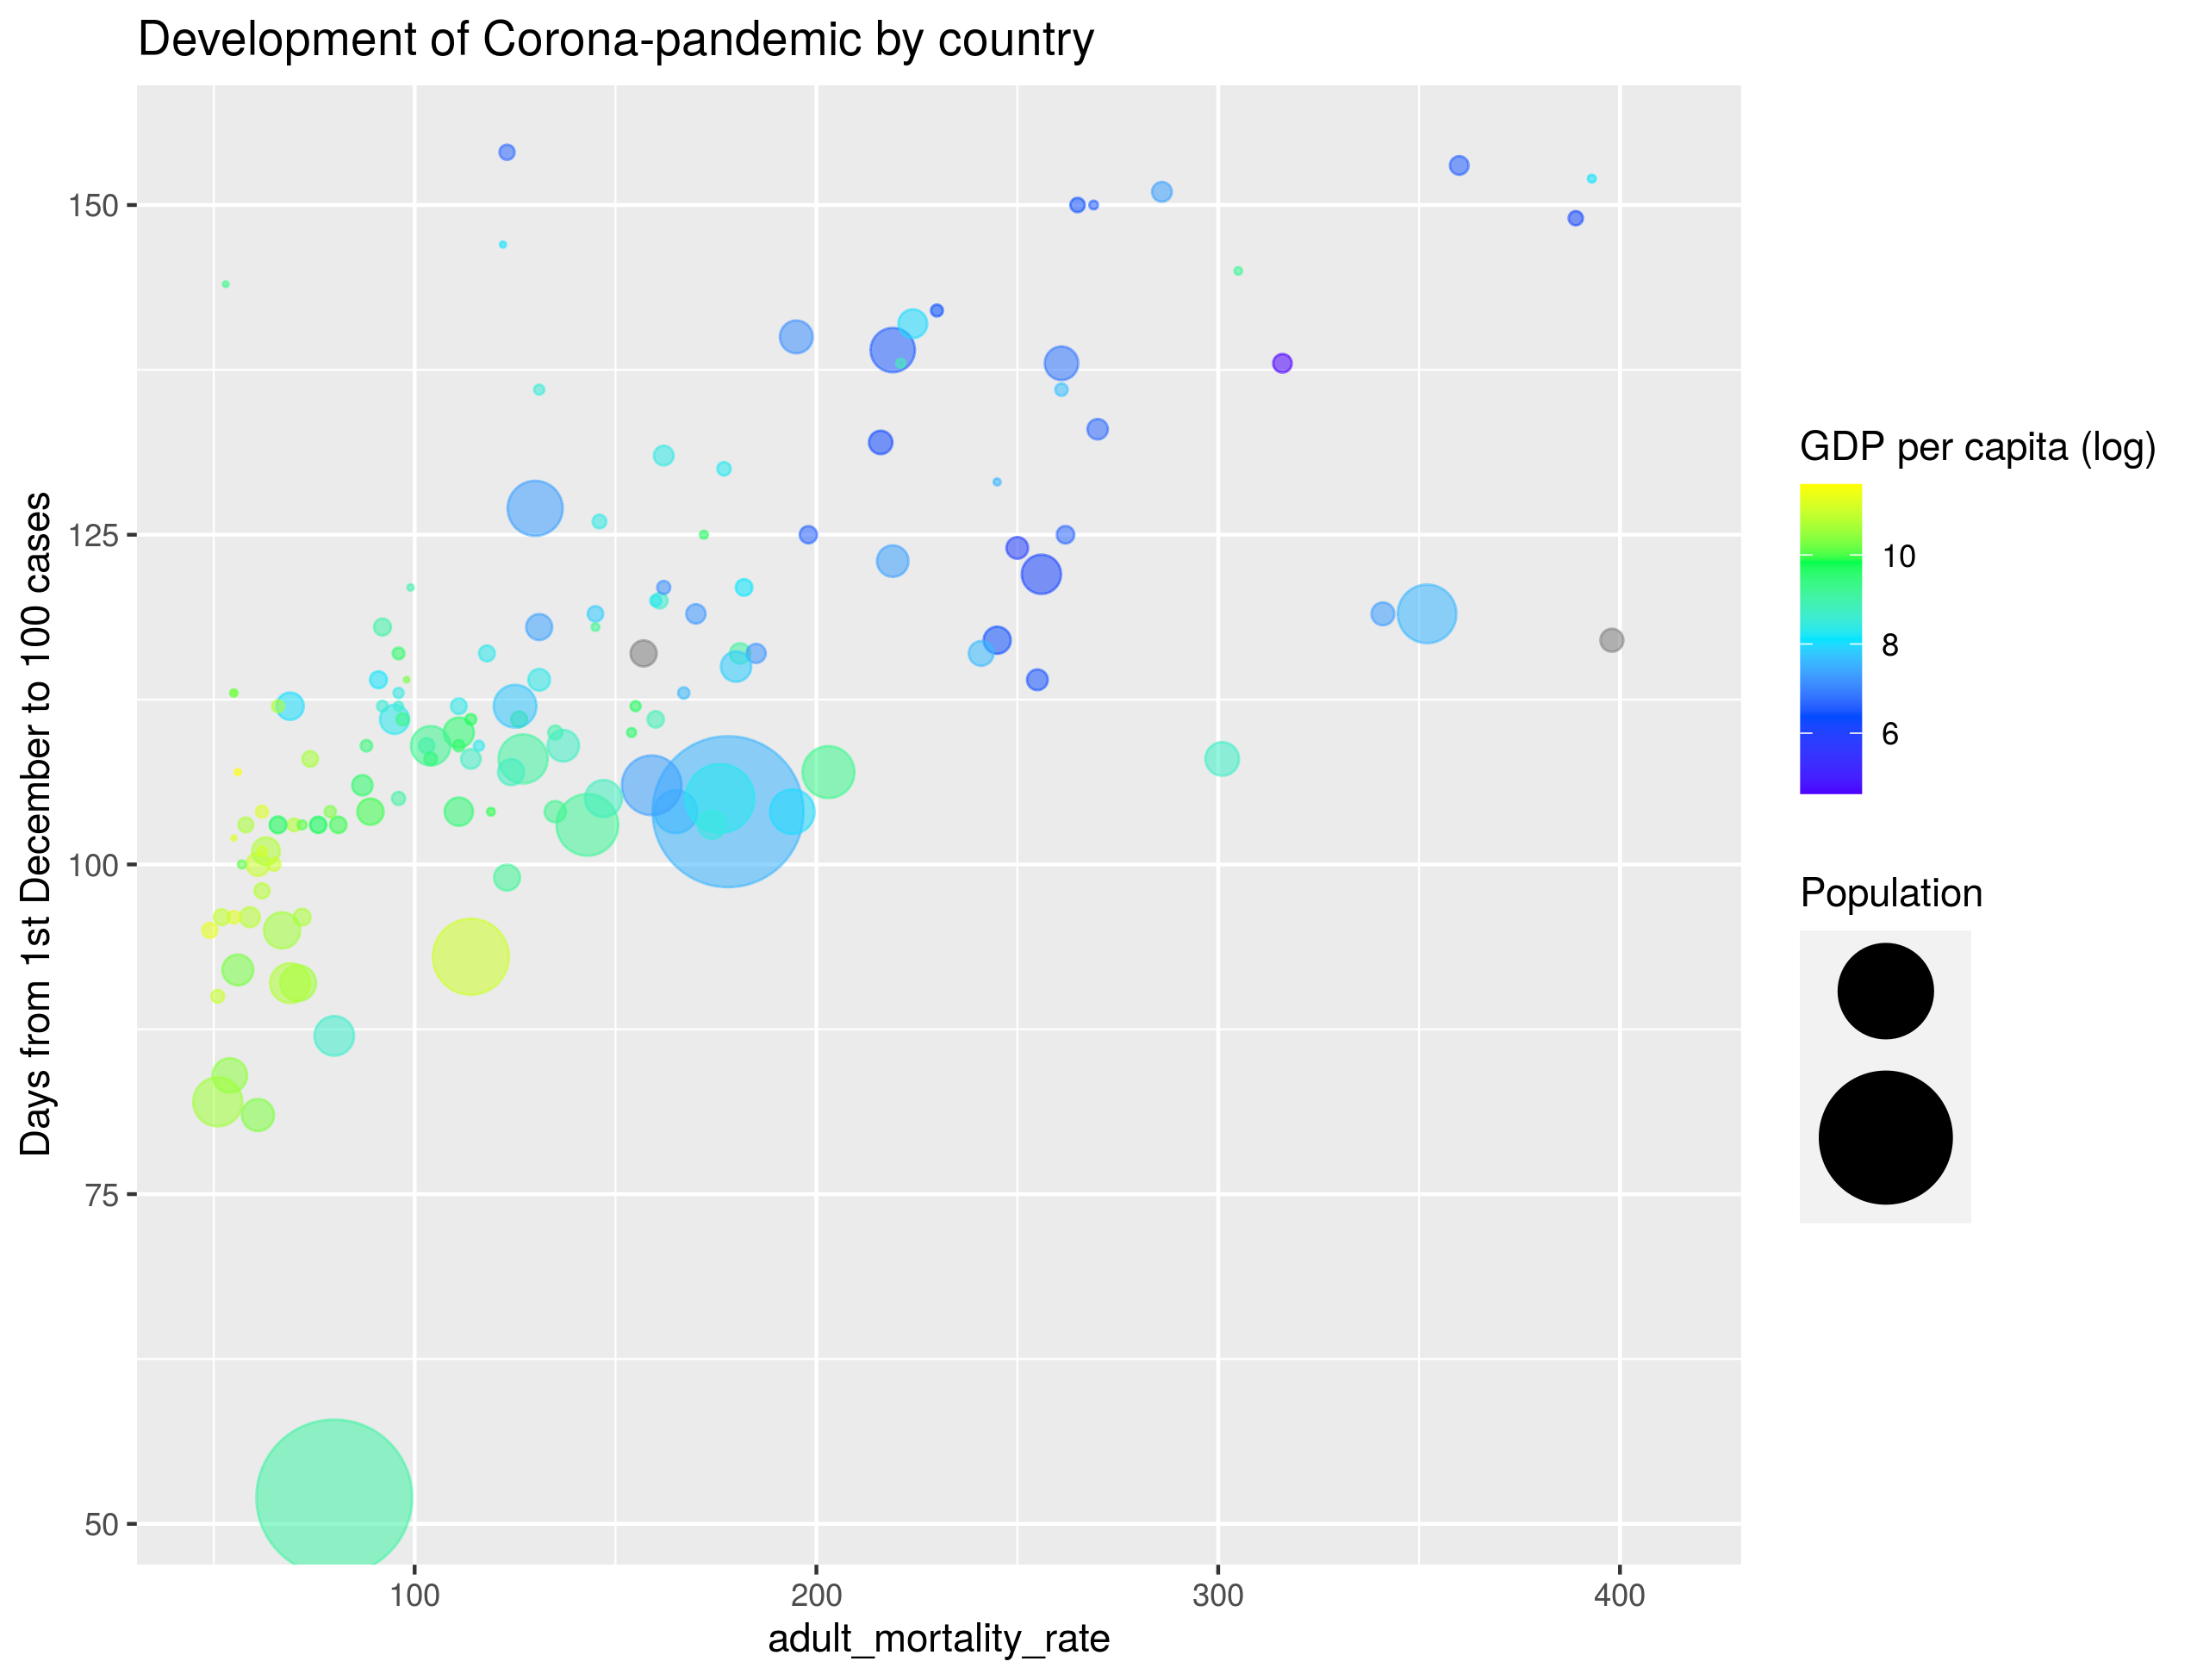 Development of Corona-pandemic by country
Days from 1st December to 100 cases
150
125
100
75
50
100
200
300
400
adult_mortality_rate
GDP per capita (log)
10
8
6
Population